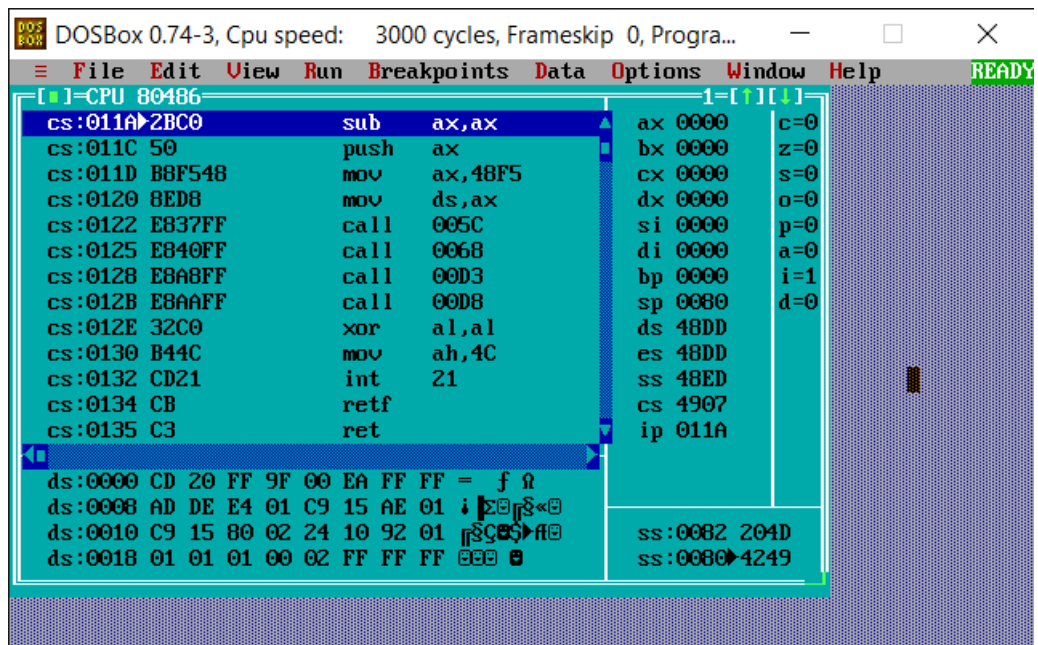 DOSBox 0.74-3, Cpu speed: 3000 cycles, Frameskip 0, Progra...
≡ File Edit View Run Breakpoints Data Options Window Help READY
[■]=CPU 80486 1=[↑][↓]
cs:011A►2BC0 sub ax,ax ax 0000 c=0
cs:011C 50 push ax bx 0000 z=0
cs:011D B8F548 mov ax,48F5 cx 0000 s=0
cs:0120 8ED8 mov ds,ax dx 0000 o=0
cs:0122 E837FF call 005C si 0000 p=0
cs:0125 E840FF call 0068 di 0000 a=0
cs:0128 E8A8FF call 00D3 bp 0000 i=1
cs:012B E8AAFF call 00D8 sp 0080 d=0
cs:012E 32C0 xor al,al ds 48DD
cs:0130 B44C mov ah,4C es 48DD
cs:0132 CD21 int 21 ss 48ED
cs:0134 CB retf cs 4907
cs:0135 C3 ret ip 011A
ds:0000 CD 20 FF 9F 00 EA FF FF = ƒ Ω
ds:0008 AD DE E4 01 C9 15 AE 01 ¡▐Σ☺╔§«☺
ds:0010 C9 15 80 02 24 10 92 01 ╔§Ç☻$►Æ☺ ss:0082 204D
ds:0018 01 01 01 00 02 FF FF FF ☺☺☺ ☻ ss:0080►4249